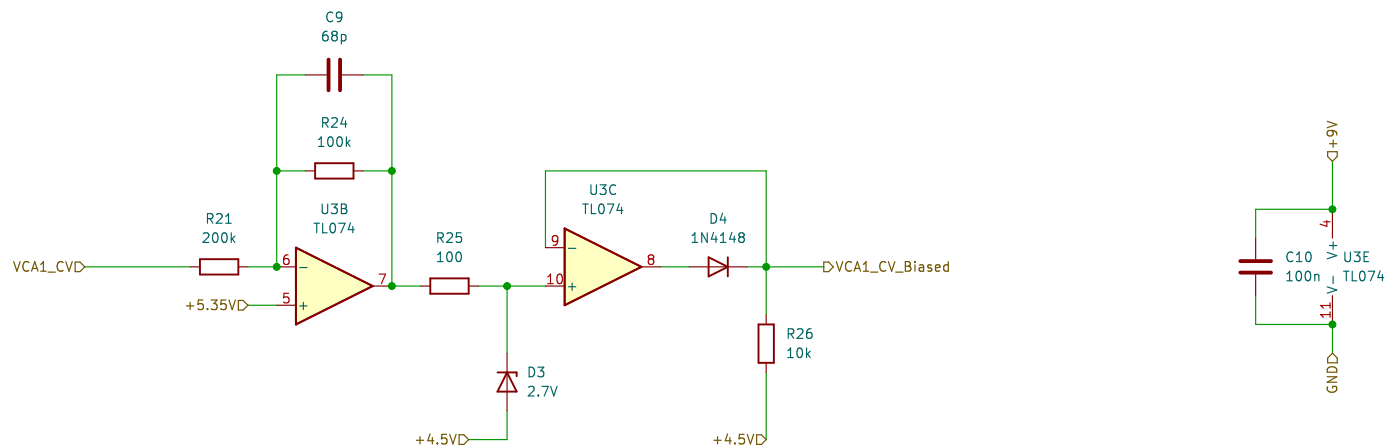 C9
68p
R24
100k
U3B
TL074
R21
200k
VCA1_CV
6
5
7
+5.35V
R25
100
U3C
TL074
9
10
8
D4
1N4148
VCA1_CV_Biased
R26
10k
D3
2.7V
+4.5V
+4.5V
+9V
4
V+
C10
100n
U3E
TL074
V-
11
GND